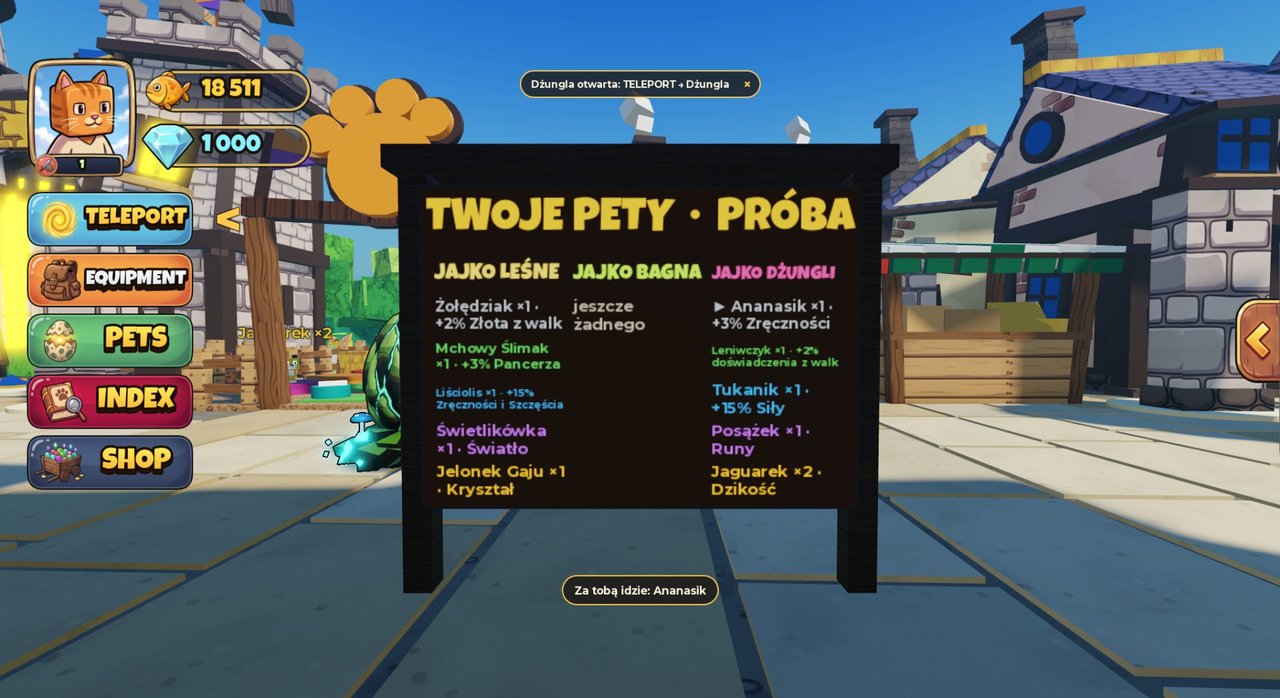 18 511
1 000
1
TELEPORT
EQUIPMENT
PETS
INDEX
SHOP
<
Dżungla otwarta: TELEPORT → Dżungla ×
TWOJE PETY · PRÓBA
JAJKO LEŚNE
Żołędziak ×1 ·
+2% Złota z walk
Mchowy Ślimak
×1 · +3% Pancerza
Liściolis ×1 · +15%
Zręczności i Szczęścia
Świetlikówka
×1 · Światło
Jelonek Gaju ×1
· Kryształ
JAJKO BAGNA
jeszcze
żadnego
JAJKO DŻUNGLI
► Ananasik ×1 ·
+3% Zręczności
Leniwczyk ×1 · +2%
doświadczenia z walk
Tukanik ×1 ·
+15% Siły
Posążek ×1 ·
Runy
Jaguarek ×2 ·
Dzikość
Za tobą idzie: Ananasik